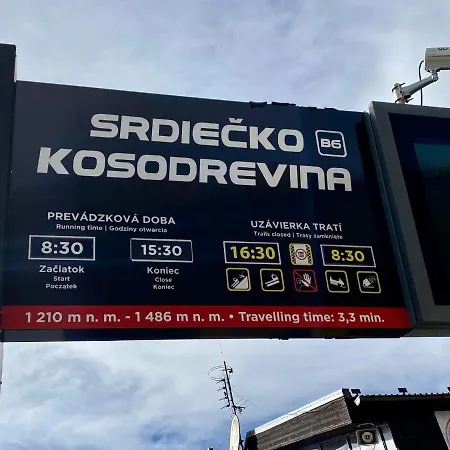 SRDIEČKO B6
KOSODREVINA
PREVÁDZKOVÁ DOBA
Running time | Godziny otwarcia
8:30 15:30
Začiatok Koniec
Start Close
Początek Koniec
UZÁVIERKA TRATÍ
Trails closed | Trasy zamknięte
16:30 8:30
1 210 m n. m. - 1 486 m n. m. • Travelling time: 3,3 min.